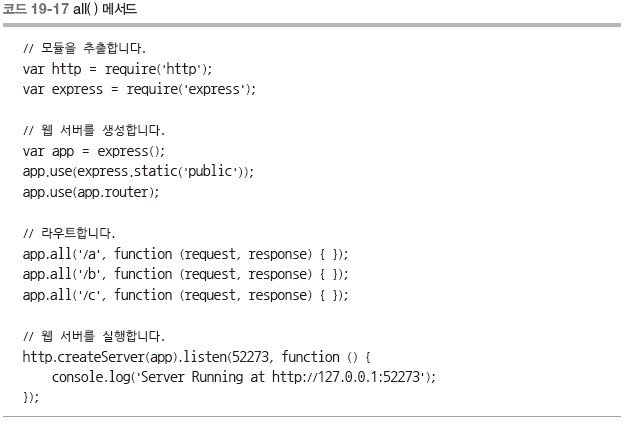 코드 19-17 all( ) 메서드
// 모듈을 추출합니다.
var http = require('http');
var express = require('express');
// 웹 서버를 생성합니다.
var app = express();
app.use(express.static('public'));
app.use(app.router);
// 라우트합니다.
app.all('/a', function (request, response) { });
app.all('/b', function (request, response) { });
app.all('/c', function (request, response) { });
// 웹 서버를 실행합니다.
http.createServer(app).listen(52273, function () {
    console.log('Server Running at http://127.0.0.1:52273');
});